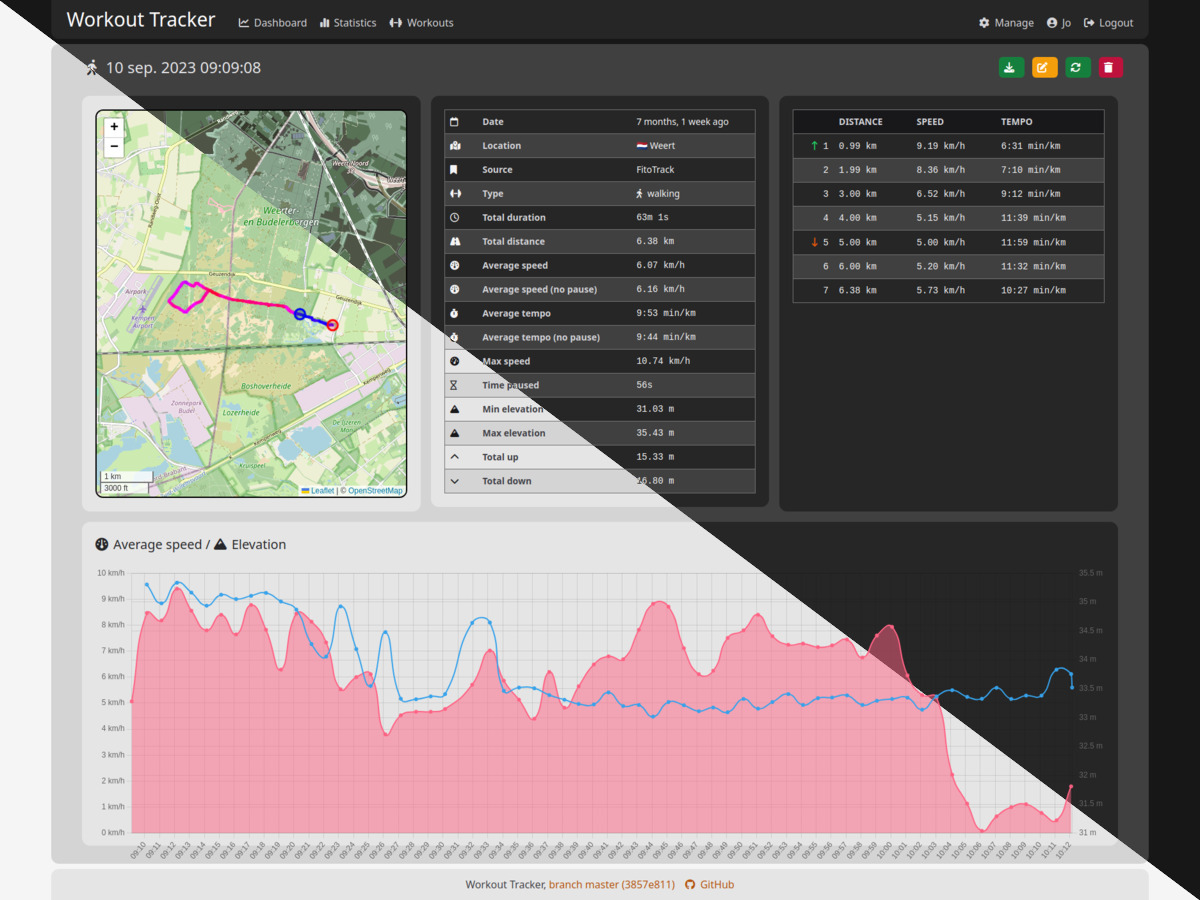 Workout Tracker Dashboard Statistics Workouts Manage Jo Logout
10 sep. 2023 09:09:08
+
−
Weert-Noord
Weerter-
en Budelerbergen
Geuzendijk
Geuzendijk
Airpark
Kempen
Airport
Boshoverheide
Zonnepark
Budel
Lozerheide
Kempenweg
Kempenweg
De IJzeren
Man
Kruispeel
1 km
3000 ft
Leaflet | © OpenStreetMap
Date 7 months, 1 week ago
Location Weert
Source FitoTrack
Type walking
Total duration 63m 1s
Total distance 6.38 km
Average speed 6.07 km/h
Average speed (no pause) 6.16 km/h
Average tempo 9:53 min/km
Average tempo (no pause) 9:44 min/km
Max speed 10.74 km/h
Time paused 56s
Min elevation 31.03 m
Max elevation 35.43 m
Total up 15.33 m
Total down 16.80 m
DISTANCE SPEED TEMPO
↑ 1 0.99 km 9.19 km/h 6:31 min/km
2 1.99 km 8.36 km/h 7:10 min/km
3 3.00 km 6.52 km/h 9:12 min/km
4 4.00 km 5.15 km/h 11:39 min/km
↓ 5 5.00 km 5.00 km/h 11:59 min/km
6 6.00 km 5.20 km/h 11:32 min/km
7 6.38 km 5.73 km/h 10:27 min/km
Average speed / Elevation
10 km/h 35.5 m
9 km/h 35 m
8 km/h 34.5 m
7 km/h 34 m
6 km/h 33.5 m
5 km/h 33 m
4 km/h 32.5 m
3 km/h 32 m
2 km/h 31.5 m
1 km/h 31 m
0 km/h
09:10 09:11 09:12 09:13 09:14 09:15 09:16 09:17 09:18 09:19 09:20 09:21 09:22 09:23 09:24 09:25 09:26 09:27 09:28 09:29 09:30 09:31 09:32 09:33 09:34 09:35 09:36 09:37 09:38 09:39 09:40 09:41 09:42 09:43 09:44 09:45 09:46 09:47 09:48 09:49 09:50 09:51 09:52 09:53 09:54 09:55 09:56 09:57 09:58 09:59 10:00 10:01 10:02 10:03 10:04 10:05 10:06 10:07 10:08 10:09 10:10 10:11 10:12
Workout Tracker, branch master (3857e811) GitHub